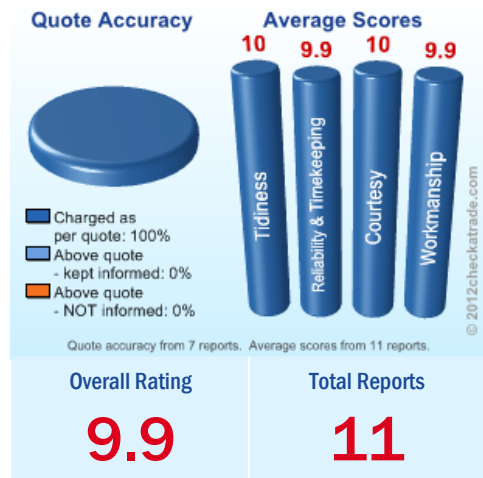 Quote Accuracy
Average Scores
10
9.9
10
9.9
Tidiness
Reliability & Timekeeping
Courtesy
Workmanship
Charged as
per quote: 100%
Above quote
- kept informed: 0%
Above quote
- NOT informed: 0%
© 2012checkatrade.com
Quote accuracy from 7 reports. Average scores from 11 reports.
Overall Rating
9.9
Total Reports
11